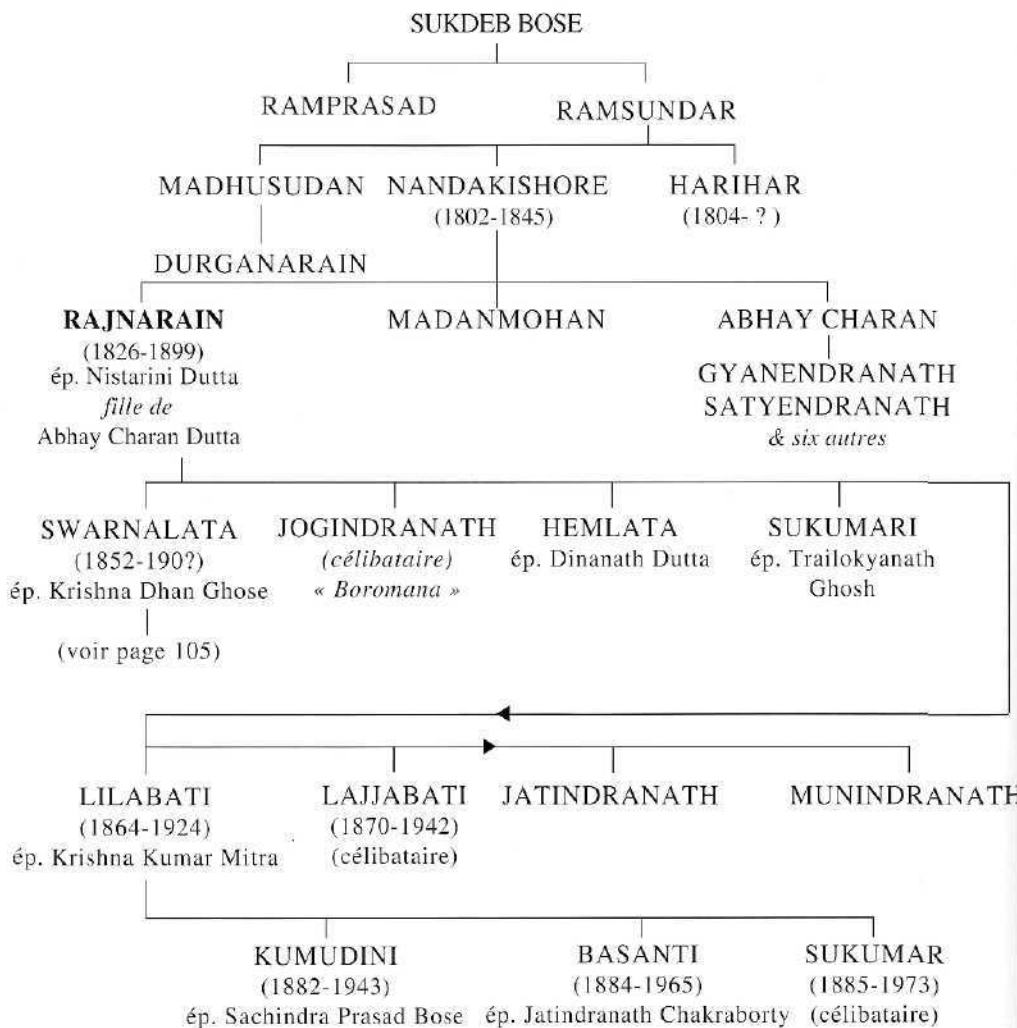 SUKDEB BOSE
RAMPRASAD RAMSUNDAR
MADHUSUDAN NANDAKISHORE HARIHAR
(1802-1845) (1804- ? )
DURGANARAIN
RAJNARAIN MADANMOHAN ABHAY CHARAN
(1826-1899)
ép. Nistarini Dutta
fille de
Abhay Charan Dutta
GYANENDRANATH
SATYENDRANATH
& six autres
SWARNALATA JOGINDRANATH HEMLATA SUKUMARI
(1852-190?) (célibataire) ép. Dinanath Dutta ép. Trailokyanath
ép. Krishna Dhan Ghose « Boromana » Ghosh
(voir page 105)
LILABATI LAJJABATI JATINDRANATH MUNINDRANATH
(1864-1924) (1870-1942)
ép. Krishna Kumar Mitra (célibataire)
KUMUDINI BASANTI SUKUMAR
(1882-1943) (1884-1965) (1885-1973)
ép. Sachindra Prasad Bose ép. Jatindranath Chakraborty (célibataire)